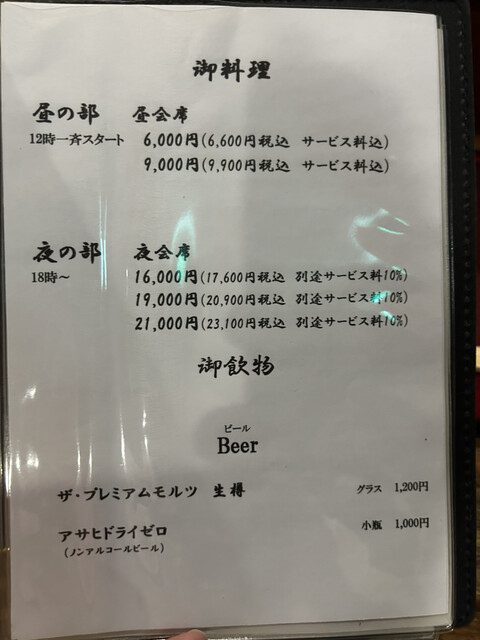 御料理
昼の部 昼会席
12時一斉スタート 6,000円(6,600円税込 サービス料込)
9,000円(9,900円税込 サービス料込)
夜の部 夜会席
18時～ 16,000円(17,600円税込 別途サービス料10%)
19,000円(20,900円税込 別途サービス料10%)
21,000円(23,100円税込 別途サービス料10%)
御飲物
ビール
Beer
ザ・プレミアムモルツ 生樽 グラス 1,200円
アサヒドライゼロ 小瓶 1,000円
(ノンアルコールビール)